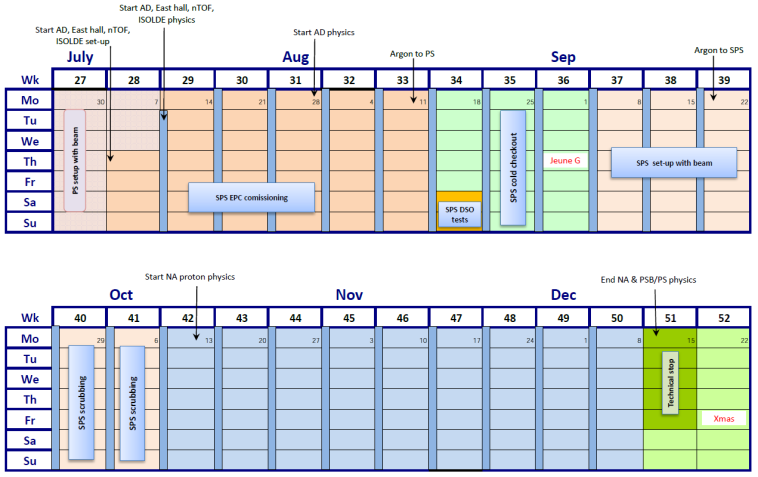 Start AD, East hall, nTOF,
ISOLDE physics
Start AD, East hall, nTOF,
ISOLDE set-up
Start AD physics
Argon to PS
Argon to SPS
July Aug Sep
Wk 27 28 29 30 31 32 33 34 35 36 37 38 39
Mo 30 7 14 21 28 4 11 18 25 1 8 15 22
Tu
We
Th
Fr
Sa
Su
PS setup with beam
SPS EPC comissioning
SPS DSO
tests
SPS cold checkout
Jeune G
SPS set-up with beam
Start NA proton physics
End NA & PSB/PS physics
Oct Nov Dec
Wk 40 41 42 43 44 45 46 47 48 49 50 51 52
Mo 29 6 13 20 27 3 10 17 24 1 8 15 22
Tu
We
Th
Fr
Sa
Su
SPS scrubbing
SPS scrubbing
Technical stop
Xmas